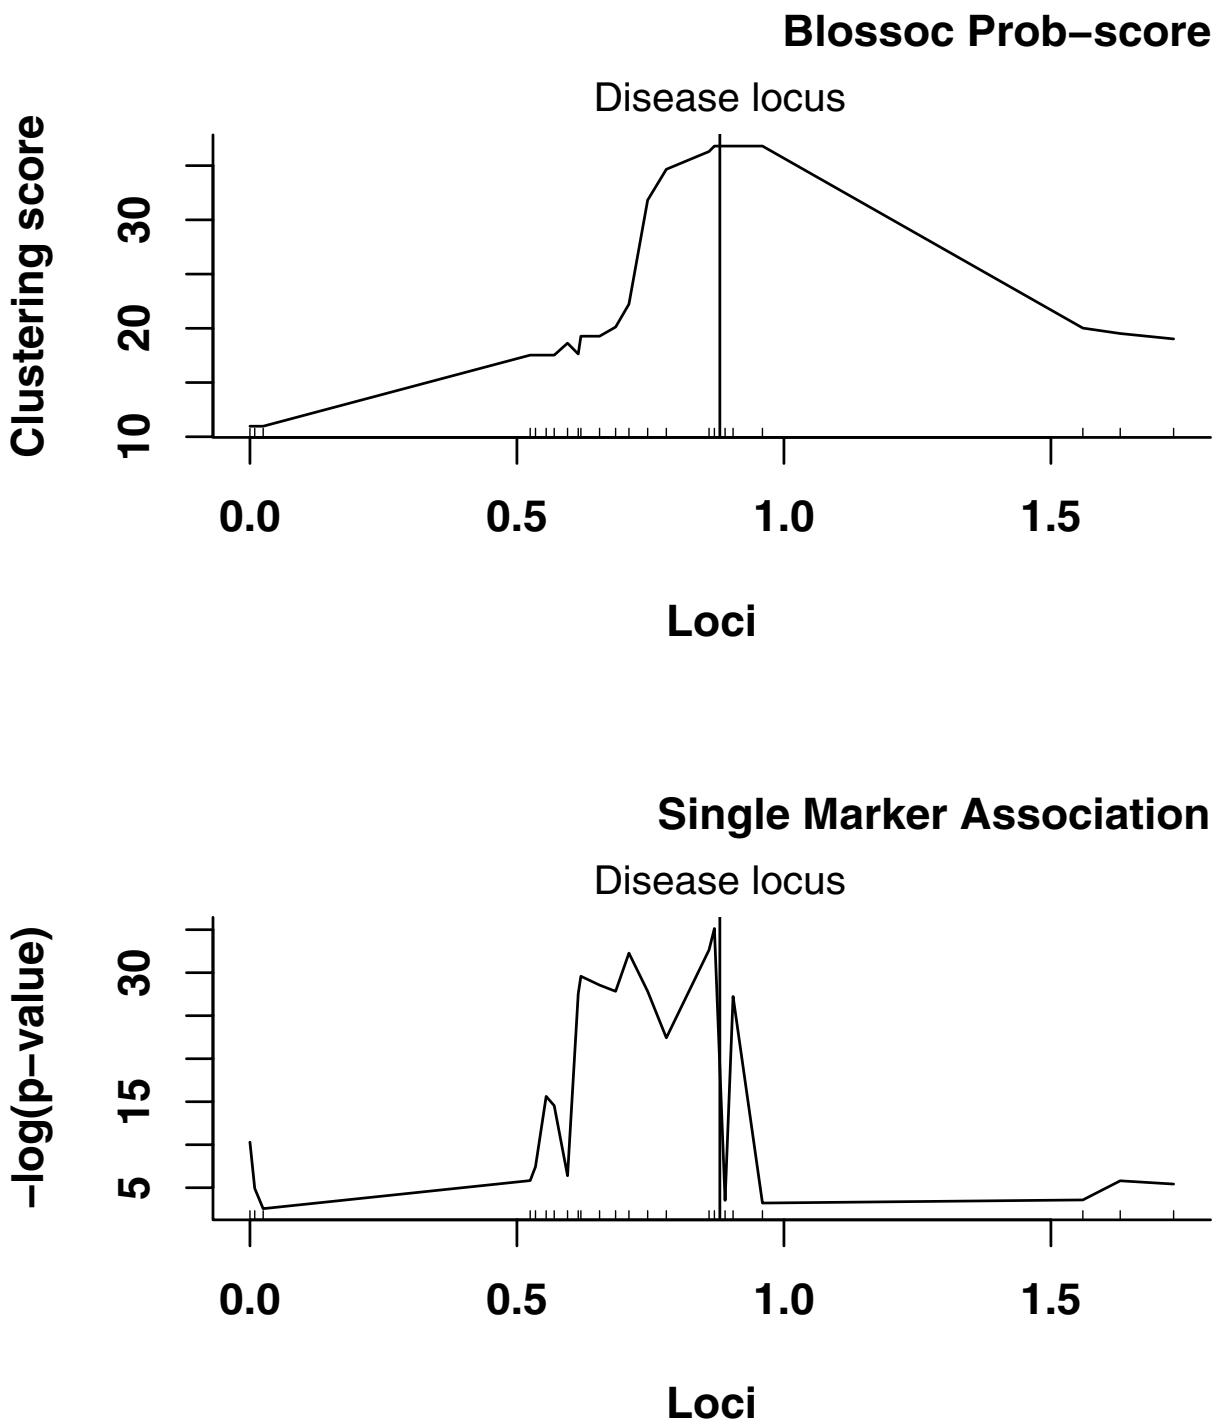 Blossoc Prob–score
Disease locus
Clustering score
30
20
10
0.0 0.5 1.0 1.5
Loci
Single Marker Association
Disease locus
–log(p–value)
30
15
5
0.0 0.5 1.0 1.5
Loci